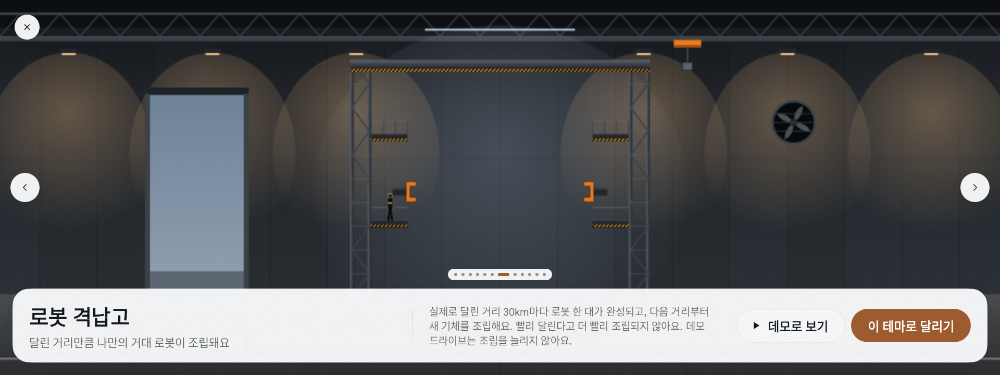 로봇 격납고
달린 거리만큼 나만의 거대 로봇이 조립돼요
실제로 달린 거리 30km마다 로봇 한 대가 완성되고, 다음 거리부터
새 기체를 조립해요. 빨리 달린다고 더 빨리 조립되지 않아요. 데모
드라이브는 조립을 늘리지 않아요.
데모로 보기
이 테마로 달리기